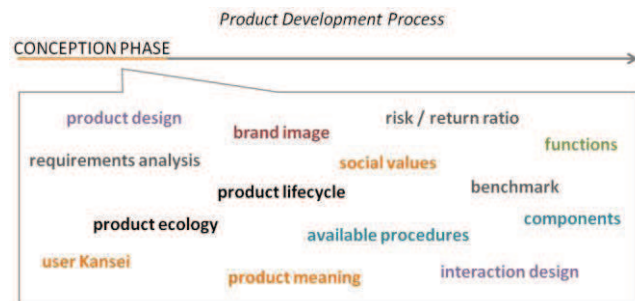 Product Development Process
CONCEPTION PHASE
product design
brand image
risk / return ratio
functions
requirements analysis
social values
product lifecycle
benchmark
product ecology
available procedures
components
user Kansei
product meaning
interaction design